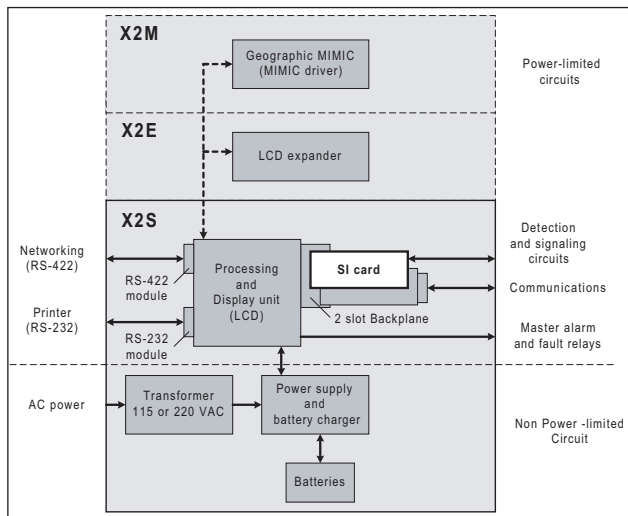 X2M
Geographic MIMIC
(MIMIC driver)
Power-limited
circuits
X2E
LCD expander
X2S
Networking
(RS-422)
RS-422
module
Processing
and
Display unit
(LCD)
SI card
2 slot Backplane
Detection
and signaling
circuits
Communications
Printer
(RS-232)
RS-232
module
Master alarm
and fault relays
AC power
Transformer
115 or 220 VAC
Power supply
and
battery charger
Non Power -limited
Circuit
Batteries